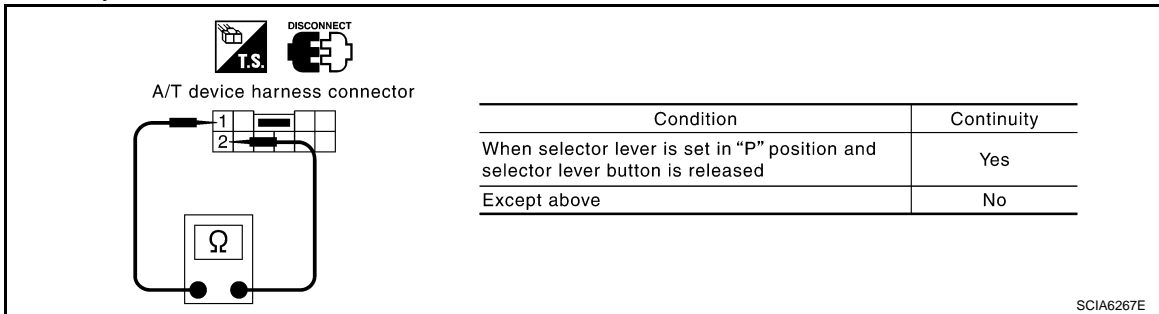 DISCONNECT
T.S.
A/T device harness connector
1
2
Ω
Condition Continuity
When selector lever is set in “P” position and
selector lever button is released Yes
Except above No
SCIA6267E